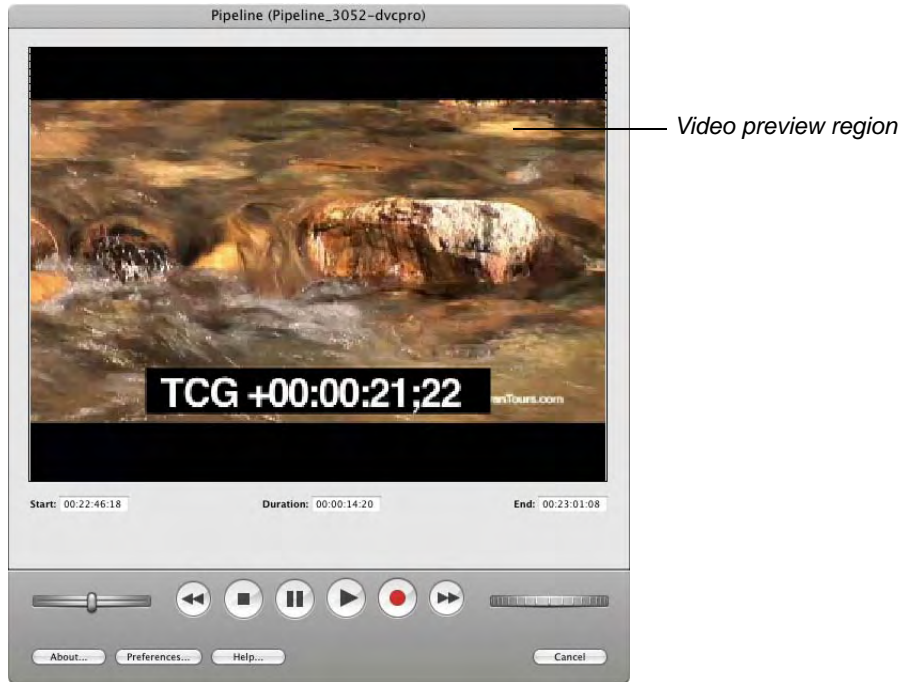 Pipeline (Pipeline_3052-dvcpro)
Video preview region
TCG +00:00:21;22
Start: 00:22:46:18 Duration: 00:00:14:20 End: 00:23:01:08
About... Preferences... Help... Cancel